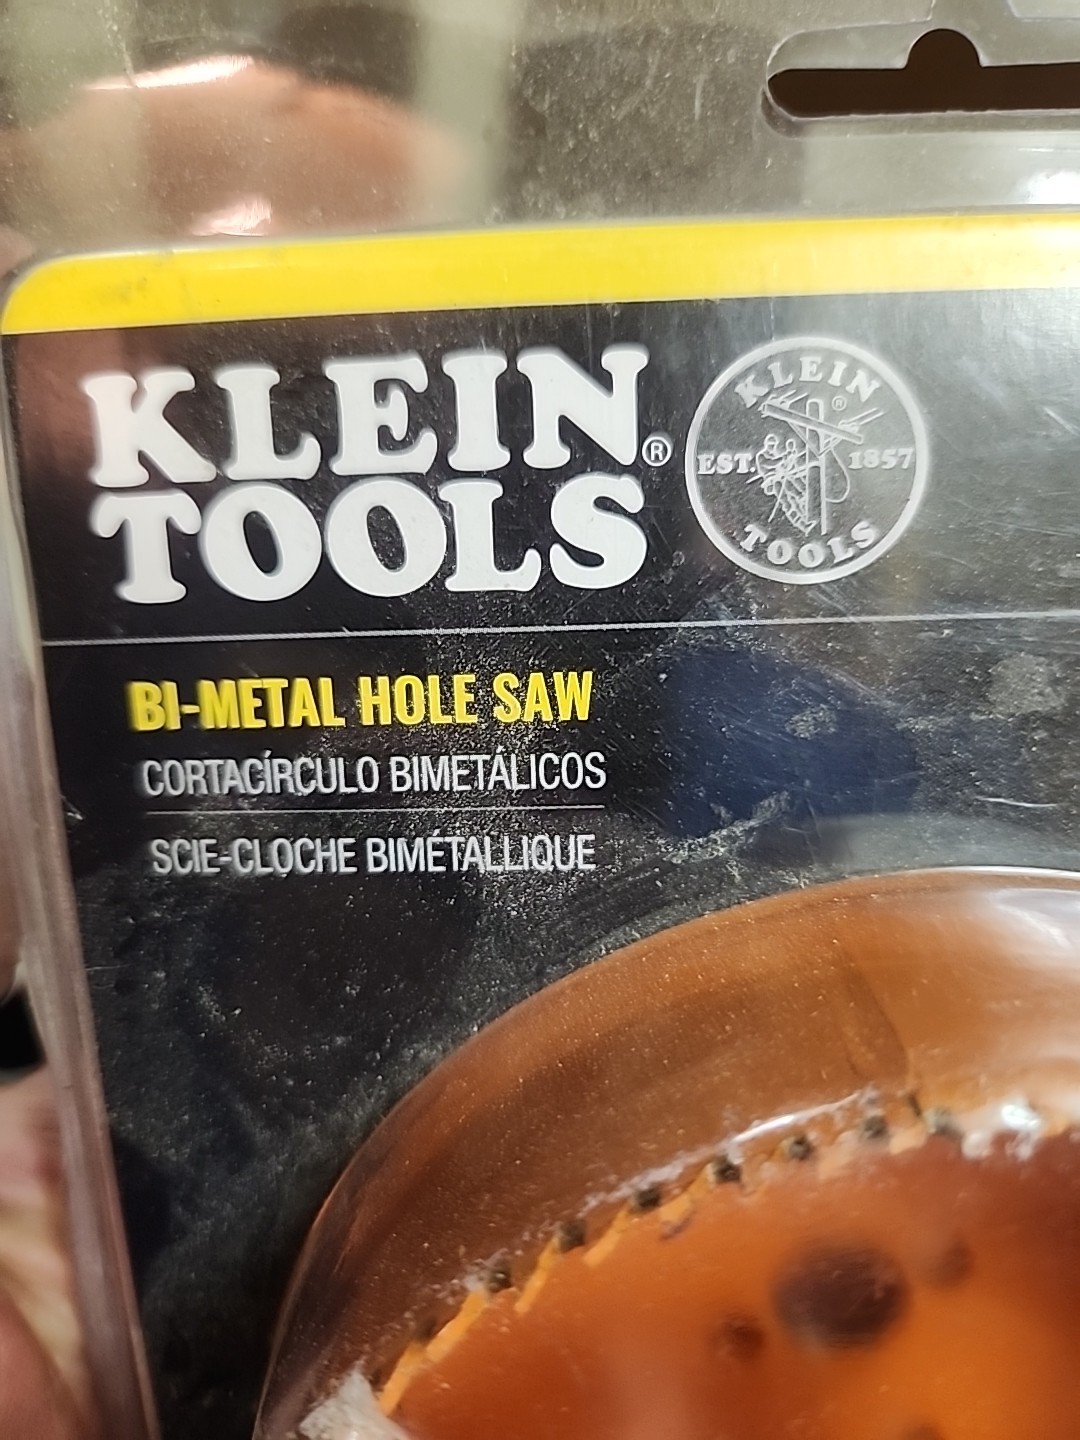 KLEIN
TOOLS®
KLEIN
®
EST. 1857
TOOLS
BI-METAL HOLE SAW
CORTACÍRCULO BIMETÁLICOS
SCIE-CLOCHE BIMÉTALLIQUE